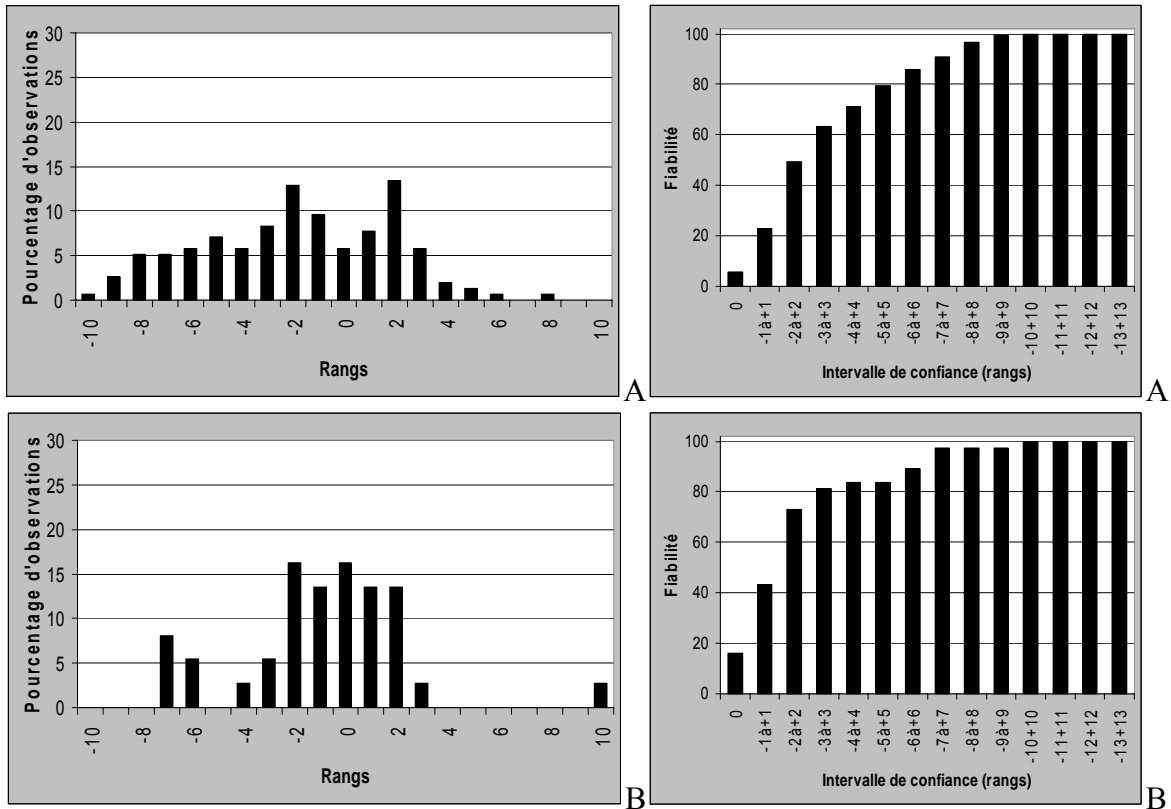 Pourcentage d'observations
30
25
20
15
10
5
0
-10
-8
-6
-4
-2
0
2
4
6
8
10
Rangs
A
Fiabilité
100
80
60
40
20
0
0
-1à+1
-2à+2
-3à+3
-4à+4
-5à+5
-6à+6
-7à+7
-8à+8
-9à+9
-10+10
-11+11
-12+12
-13+13
Intervalle de confiance (rangs)
A
Pourcentage d'observations
30
25
20
15
10
5
0
-10
-8
-6
-4
-2
0
2
4
6
8
10
Rangs
B
Fiabilité
100
80
60
40
20
0
0
-1à+1
-2à+2
-3à+3
-4à+4
-5à+5
-6à+6
-7à+7
-8à+8
-9à+9
-10+10
-11+11
-12+12
-13+13
Intervalle de confiance (rangs)
B